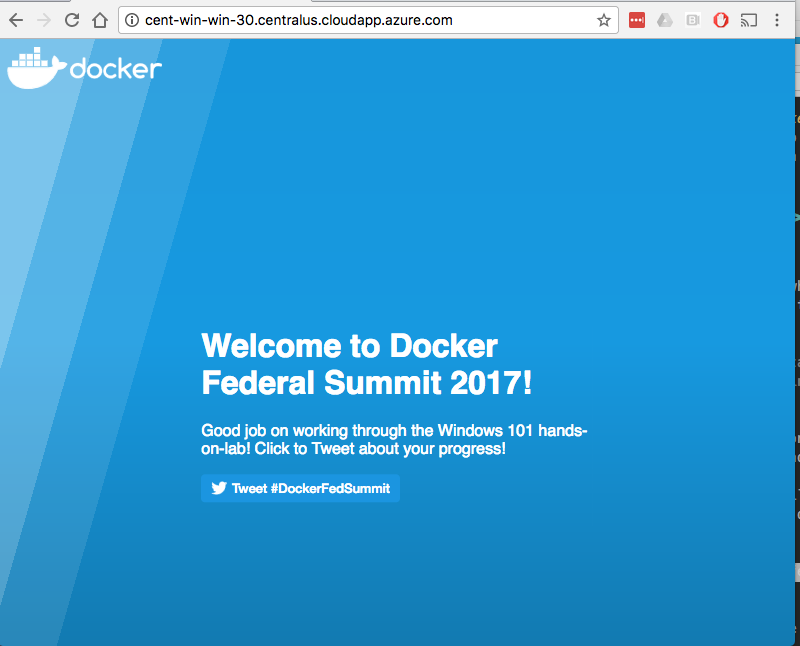 cent-win-win-30.centralus.cloudapp.azure.com
docker
Welcome to Docker
Federal Summit 2017!
Good job on working through the Windows 101 hands-
on-lab! Click to Tweet about your progress!
Tweet #DockerFedSummit